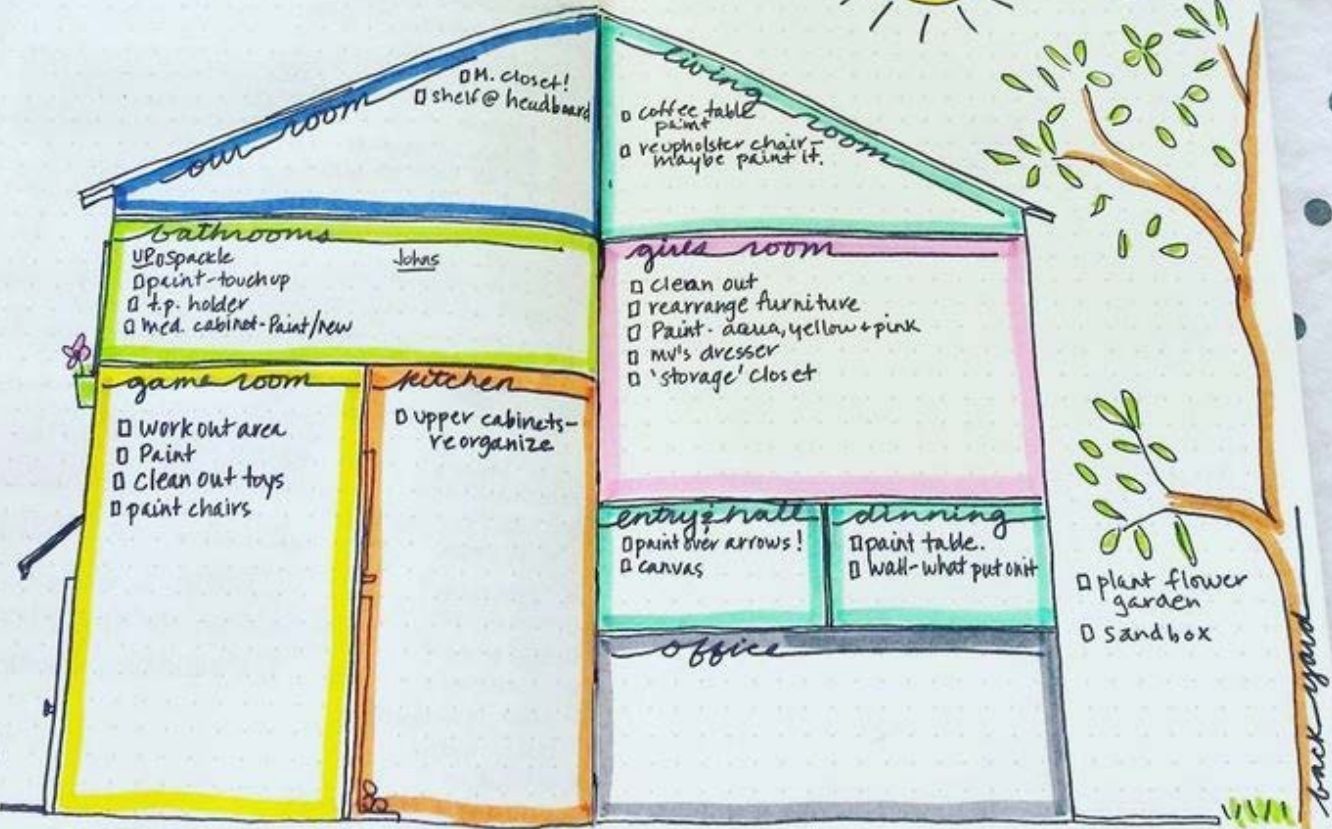 our room
M. closet!
shelf @ headboard
living room
coffee table
paint
reupholster chair-
maybe paint it.
bathrooms
UP spackle
paint-touch up
t.p. holder
med. cabinet-Paint/new
Johns
girls room
clean out
rearrange furniture
Paint- aqua, yellow + pink
mv's dresser
'storage' closet
game room
work out area
Paint
clean out toys
paint chairs
kitchen
upper cabinets-
reorganize
entry & hall
paint over arrows!
canvas
dinning
paint table.
wall-what put on it
office
plant flower
garden
sandbox
back yard